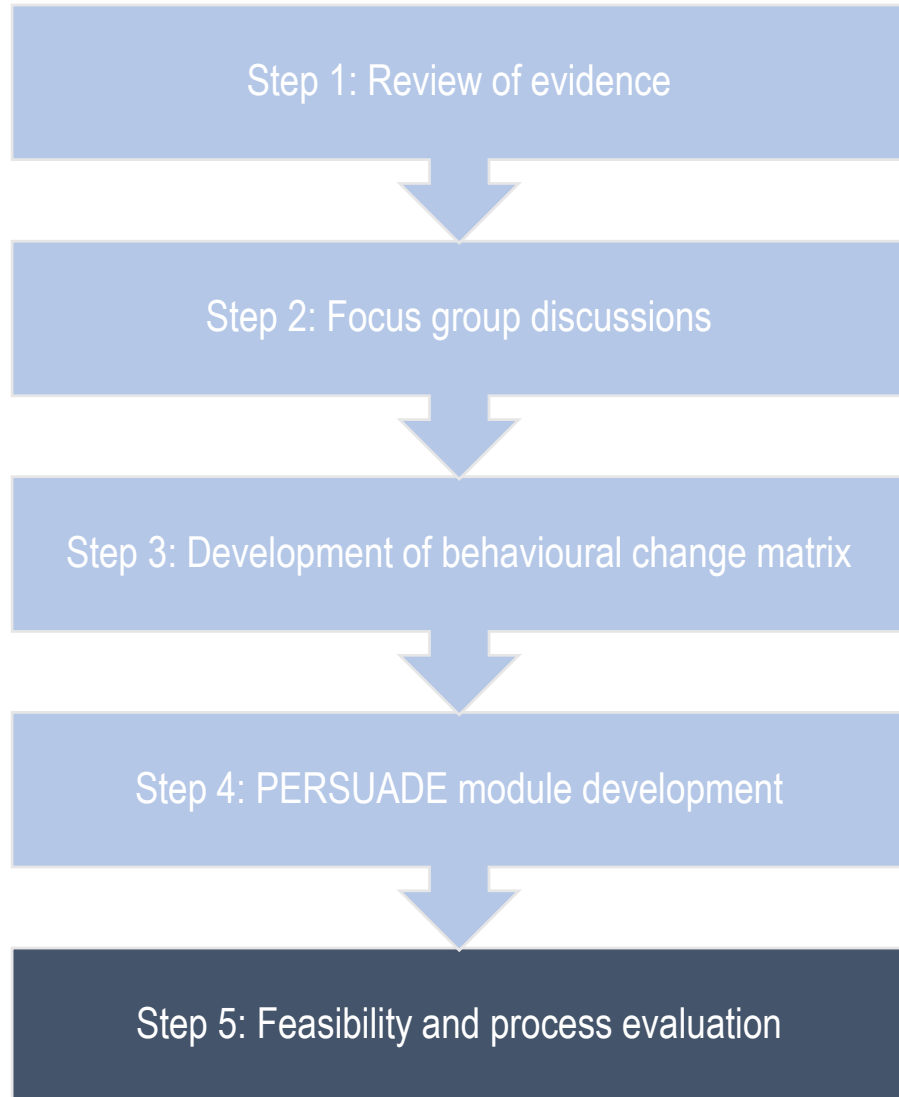 Step 1: Review of evidence
Step 2: Focus group discussions
Step 3: Development of behavioural change matrix
Step 4: PERSUADE module development
Step 5: Feasibility and process evaluation